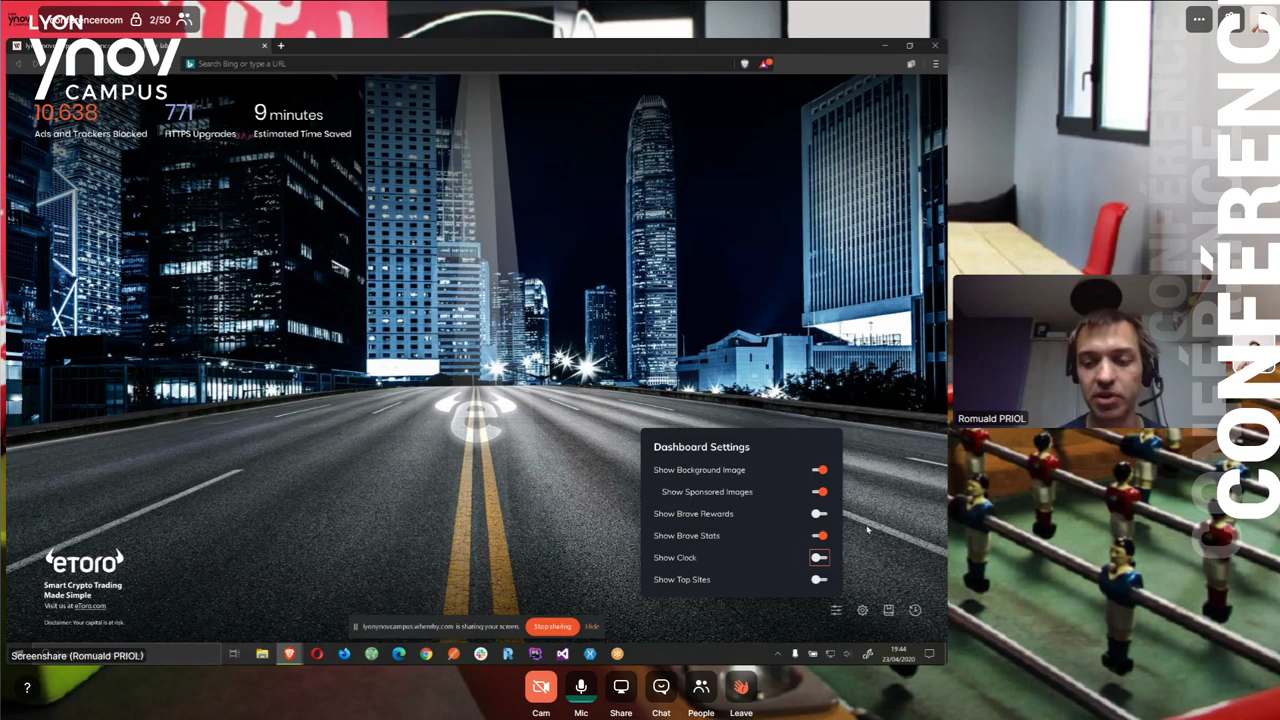 conferenceroom 2/50
LYON
ynov
CAMPUS
Search Bing or type a URL
10,638
Ads and Trackers Blocked
771
HTTPS Upgrades
9 minutes
Estimated Time Saved
CONFÉRENC
CONFÉRENCE
Romuald PRIOL
Dashboard Settings
Show Background Image
Show Sponsored Images
Show Brave Rewards
Show Brave Stats
Show Clock
Show Top Sites
eToro
Smart Crypto Trading
Made Simple
Visit us at eToro.com
Disclaimer: Your capital is at risk.
lyonynovcampus.whereby.com is sharing your screen.
Stop sharing
Hide
Screenshare (Romuald PRIOL)
19:44
23/04/2020
?
Cam
Mic
Share
Chat
People
Leave